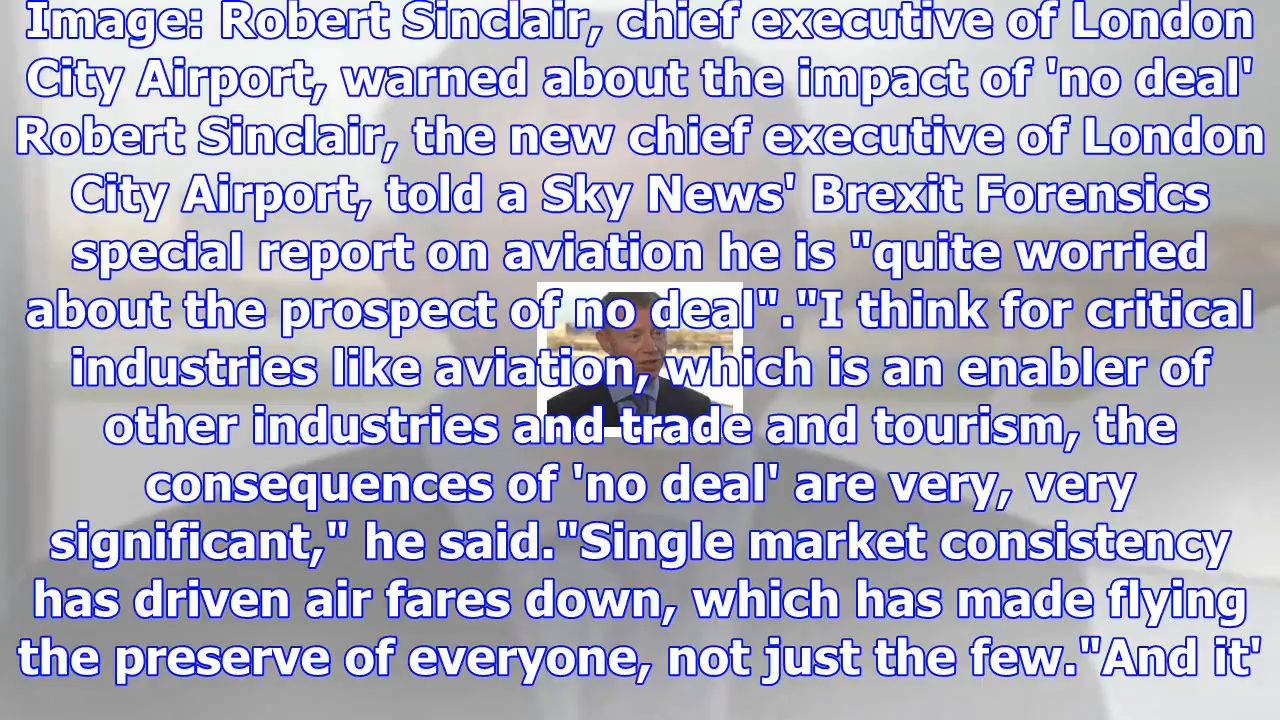 Image: Robert Sinclair, chief executive of London
City Airport, warned about the impact of 'no deal'
Robert Sinclair, the new chief executive of London
City Airport, told a Sky News' Brexit Forensics
special report on aviation he is "quite worried
about the prospect of no deal"."I think for critical
industries like aviation, which is an enabler of
other industries and trade and tourism, the
consequences of 'no deal' are very, very
significant," he said."Single market consistency
has driven air fares down, which has made flying
the preserve of everyone, not just the few."And it'